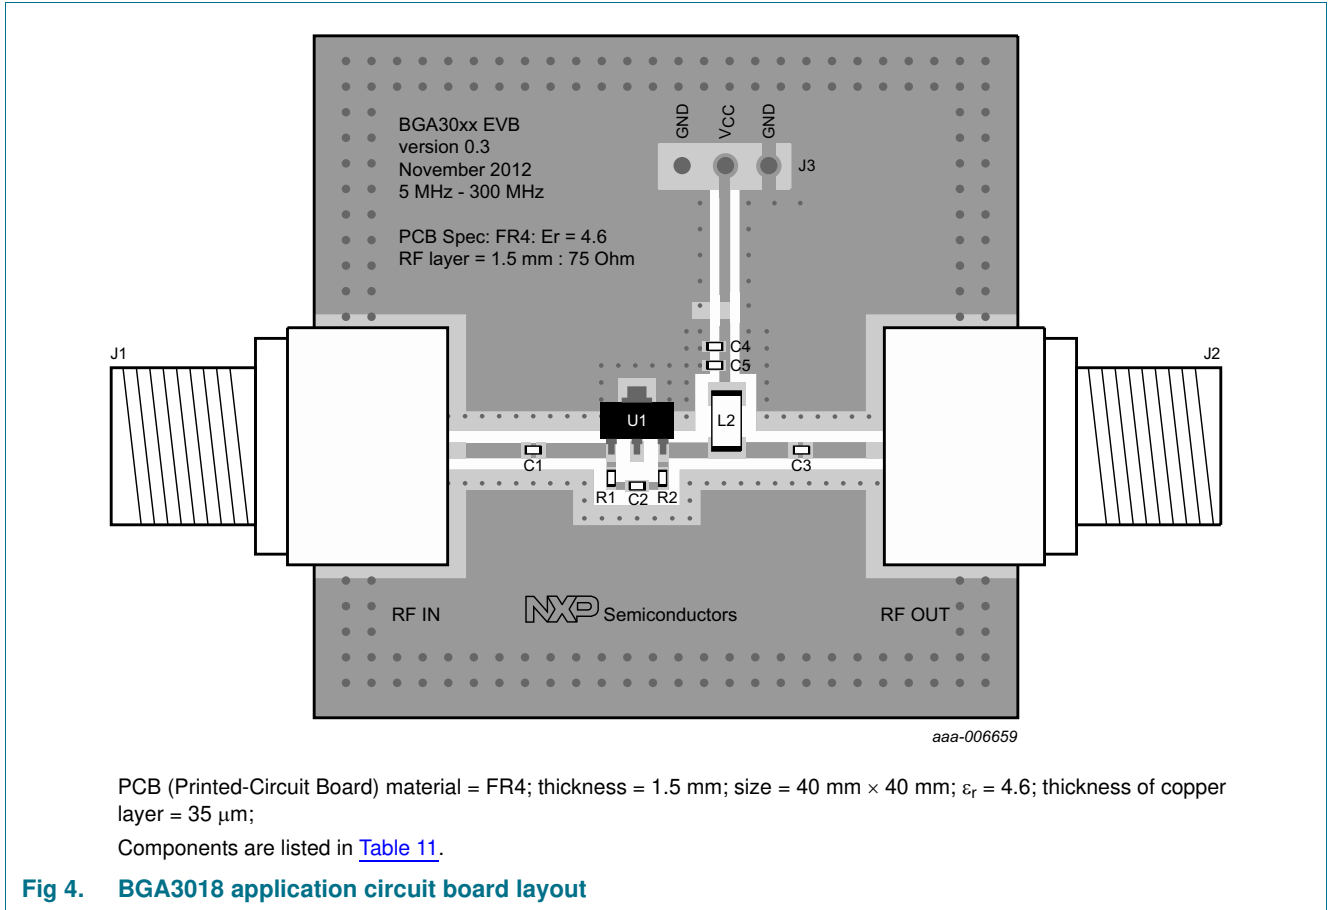 GND
VCC
GND
BGA30xx EVB
version 0.3
November 2012
5 MHz - 300 MHz
J3
PCB Spec: FR4: Er = 4.6
RF layer = 1.5 mm : 75 Ohm
J1
J2
C4
C5
U1
L2
C1
C3
R1
C2
R2
RF IN
NXP Semiconductors
RF OUT
aaa-006659
PCB (Printed-Circuit Board) material = FR4; thickness = 1.5 mm; size = 40 mm × 40 mm; εr = 4.6; thickness of copper
layer = 35 μm;
Components are listed in Table 11.
Fig 4. BGA3018 application circuit board layout